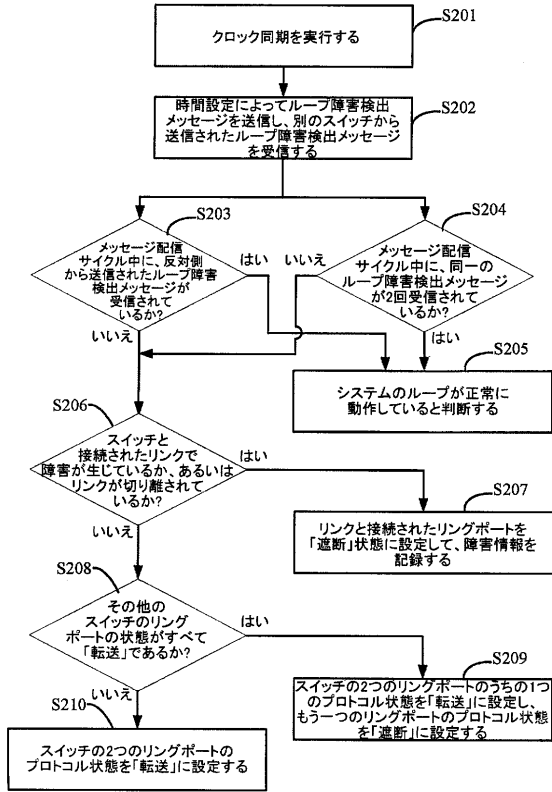 S201
クロック同期を実行する
S202
時間設定によってループ障害検出
メッセージを送信し、別のスイッチから
送信されたループ障害検出メッセージ
を受信する
S203
メッセージ配信
サイクル中に、反対側
から送信されたループ障害
検出メッセージが
受信されて
いるか?
はい
いいえ
S204
メッセージ配信
サイクル中に、同一の
ループ障害検出メッセージ
が2回受信されて
いるか?
いいえ
はい
S205
システムのループが正常に
動作していると判断する
S206
スイッチと
接続されたリンクで
障害が生じているか、あるいは
リンクが切り離されて
いるか?
はい
いいえ
S207
リンクと接続されたリングポートを
「遮断」状態に設定して、障害情報を
記録する
S208
その他の
スイッチのリング
ポートの状態がすべて
「転送」であるか?
はい
いいえ
S209
スイッチの2つのリングポートのうちの1つ
のプロトコル状態を「転送」に設定し、
もう一つのリングポートのプロトコル状態
を「遮断」に設定する
S210
スイッチの2つのリングポートの
プロトコル状態を「転送」に設定する